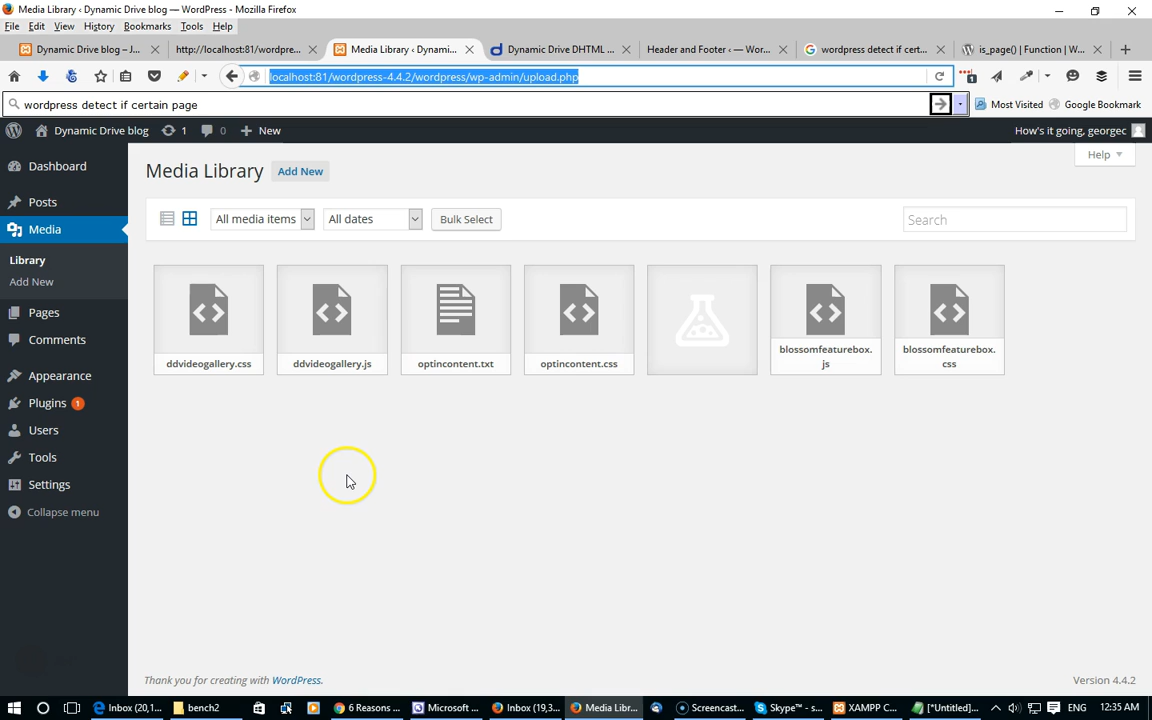 Media Library ‹ Dynamic Drive blog — WordPress - Mozilla Firefox
File Edit View History Bookmarks Tools Help
Dynamic Drive blog – J... × http://localhost:81/wordpre... × Media Library ‹ Dynami... × Dynamic Drive DHTML ... × Header and Footer ‹ — Wor... × wordpress detect if cert... × is_page() | Function | W... ×
localhost:81/wordpress-4.4.2/wordpress/wp-admin/upload.php
wordpress detect if certain page Most Visited Google Bookmark
Dynamic Drive blog 1 0 New How's it going, georgec
Help
Dashboard
Media Library Add New
Posts
All media items All dates Bulk Select Search
Media
Library
Add New
Pages
Comments
Appearance
Plugins 1
Users
Tools
Settings
Collapse menu
ddvideogallery.css ddvideogallery.js optincontent.txt optincontent.css blossomfeaturebox.js blossomfeaturebox.css
Thank you for creating with WordPress. Version 4.4.2
Inbox (20,1... bench2 6 Reasons ... Microsoft ... Inbox (19,3... Media Libr... Screencast... Skype™ - s... XAMPP C... *[Untitled]... ENG 12:35 AM